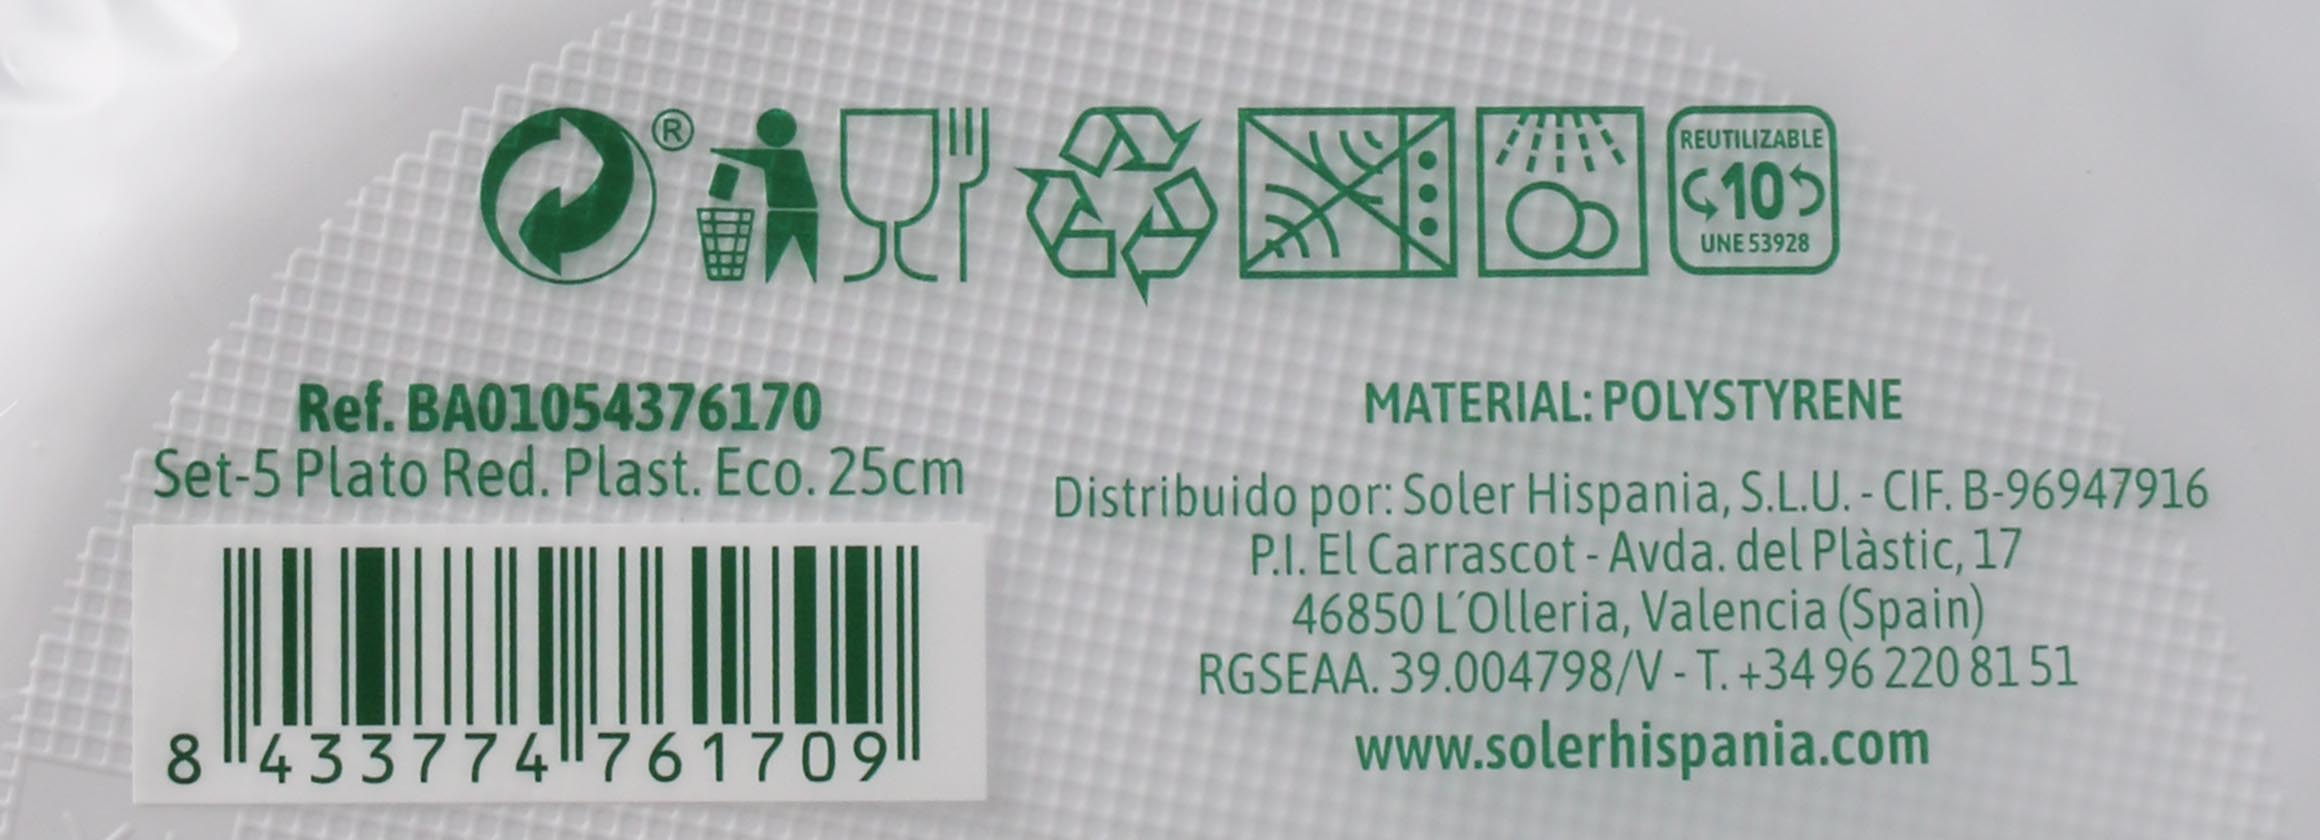 ®
REUTILIZABLE
10
UNE 53928
Ref. BA01054376170
Set-5 Plato Red. Plast. Eco. 25cm
8 433774 761709
MATERIAL: POLYSTYRENE
Distribuido por: Soler Hispania, S.L.U. - CIF. B-96947916
P.I. El Carrascot - Avda. del Plàstic, 17
46850 L´Olleria, Valencia (Spain)
RGSEAA. 39.004798/V - T. +34 96 220 81 51
www.solerhispania.com